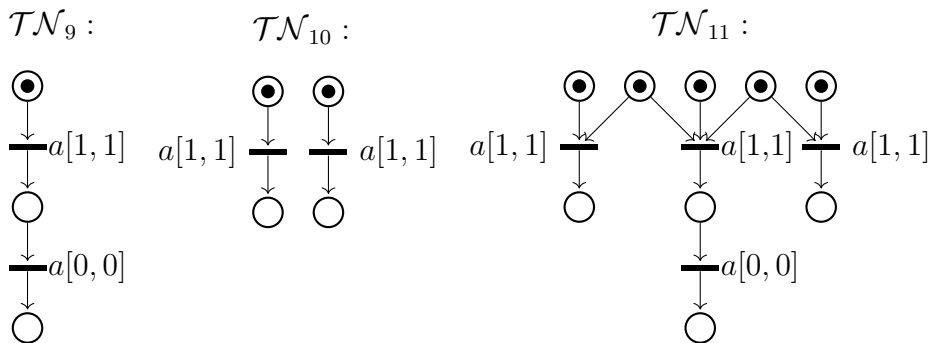 𝒯𝒩₉ :
𝒯𝒩₁₀ :
𝒯𝒩₁₁ :
a[1, 1]
a[1, 1]
a[1, 1]
a[1, 1]
a[1,1]
a[1, 1]
a[0, 0]
a[0, 0]